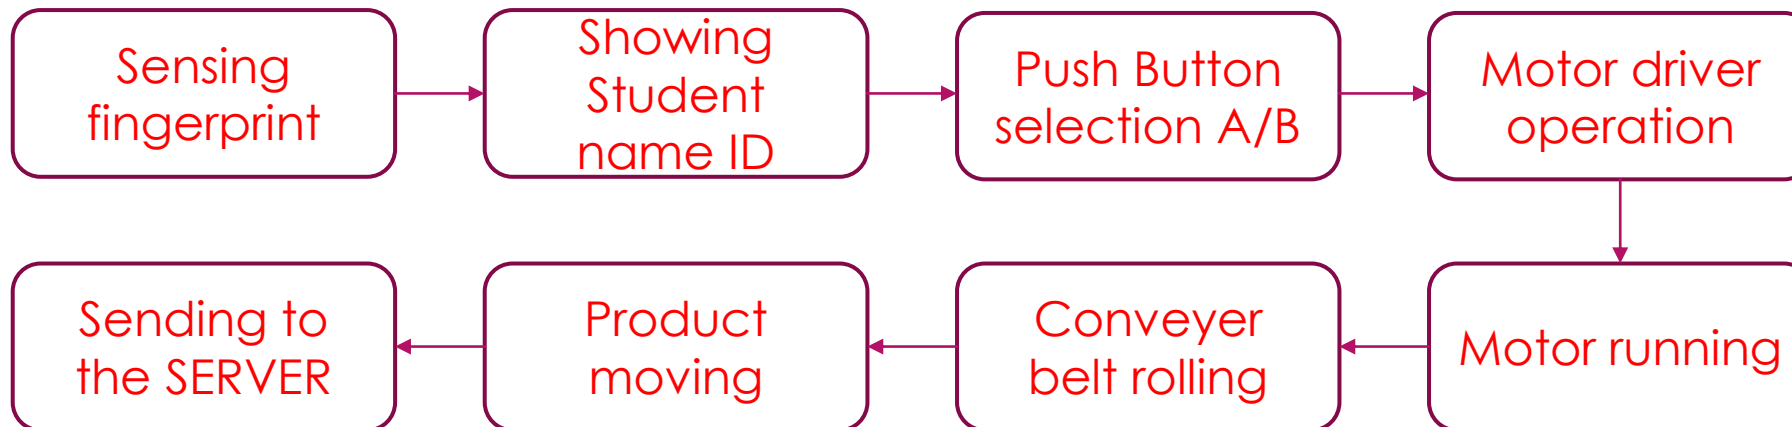 Sensing
fingerprint
Showing
Student
name ID
Push Button
selection A/B
Motor driver
operation
Motor running
Conveyer
belt rolling
Product
moving
Sending to
the SERVER